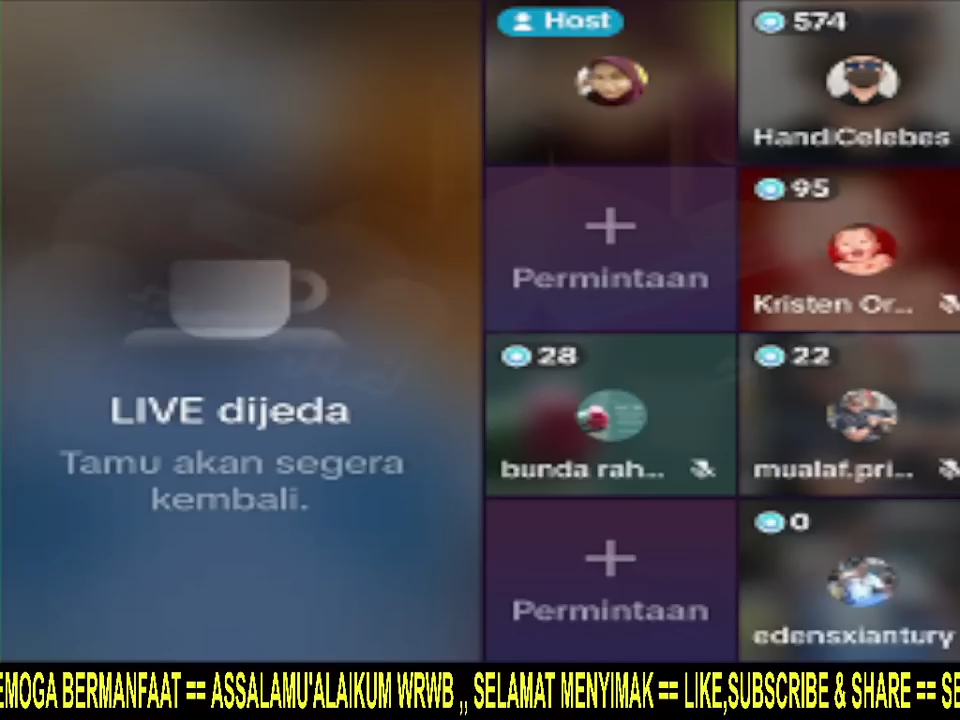 LIVE dijeda
Tamu akan segera
kembali.
Host
574
HandiCelebes
Permintaan
95
Kristen Or...
28
bunda rah...
22
mualaf.pri...
Permintaan
0
edensxiantury
EMOGA BERMANFAAT == ASSALAMU'ALAIKUM WRWB ,, SELAMAT MENYIMAK == LIKE,SUBSCRIBE & SHARE == SE